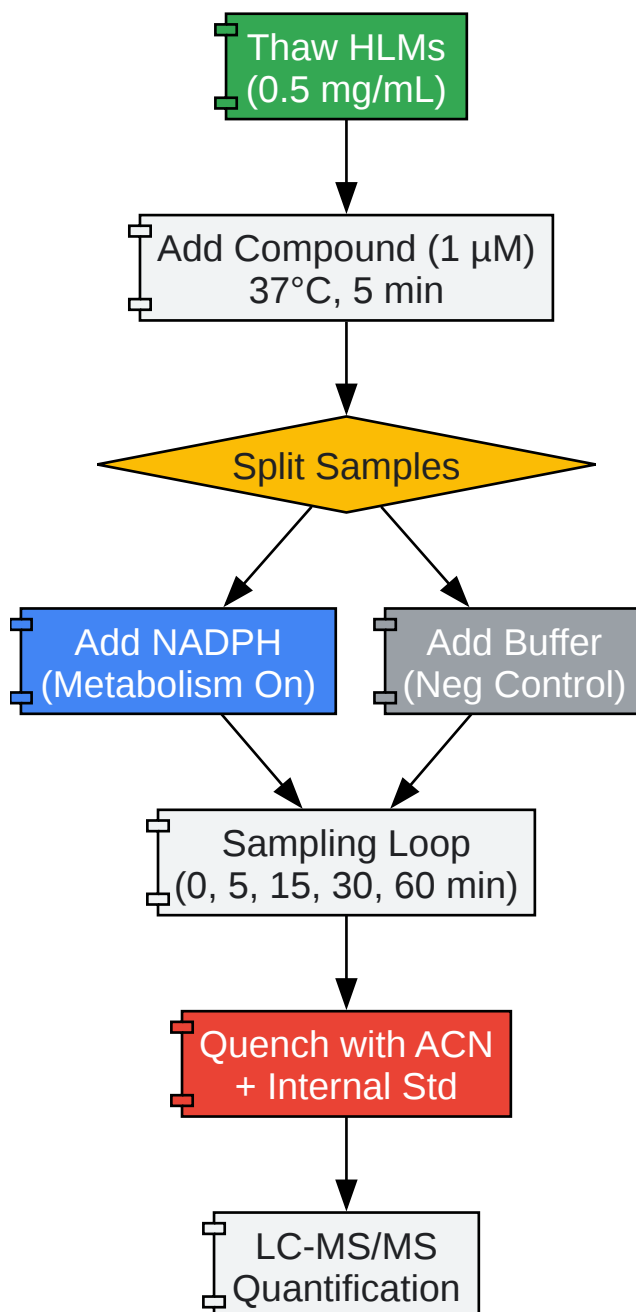 Thaw HLMs
(0.5 mg/mL)
Add Compound (1 µM)
37°C, 5 min
Split Samples
Add NADPH
(Metabolism On)
Add Buffer
(Neg Control)
Sampling Loop
(0, 5, 15, 30, 60 min)
Quench with ACN
+ Internal Std
LC-MS/MS
Quantification